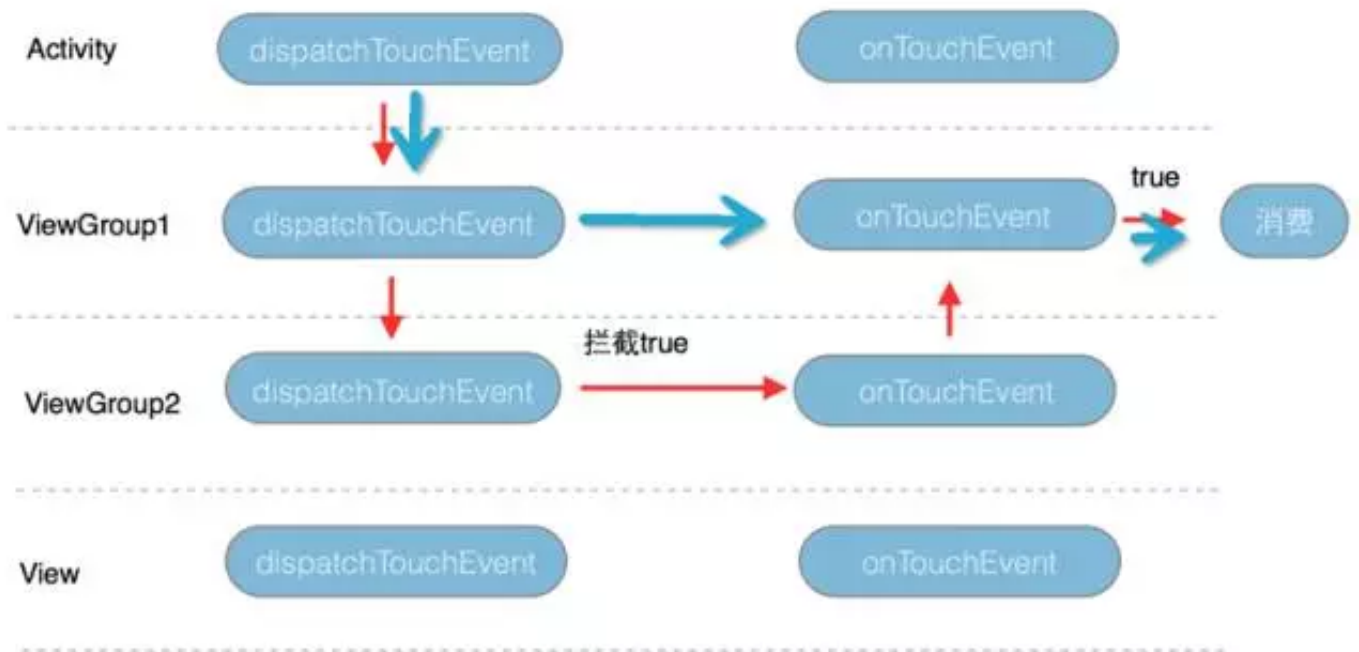 Activity
dispatchTouchEvent
onTouchEvent
true
ViewGroup1
dispatchTouchEvent
onTouchEvent
消费
拦截true
ViewGroup2
dispatchTouchEvent
onTouchEvent
View
dispatchTouchEvent
onTouchEvent